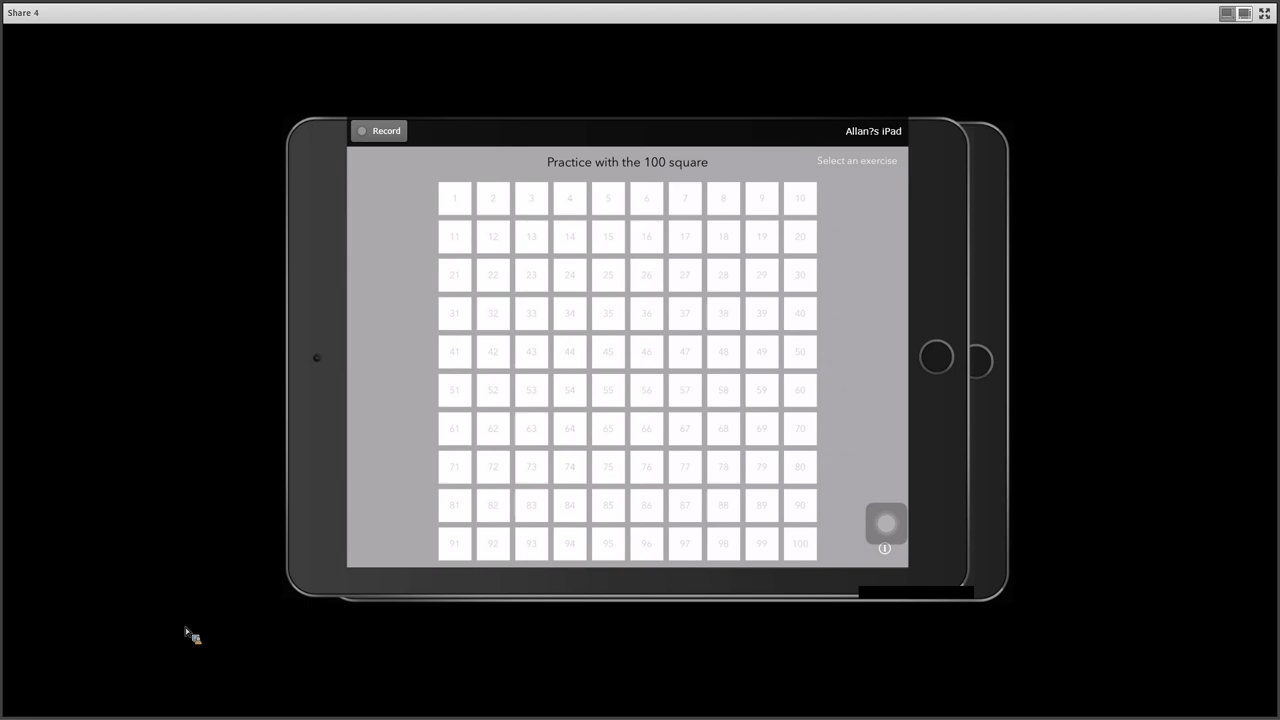 Share 4
Record
Allan?s iPad
Practice with the 100 square
Select an exercise
1 2 3 4 5 6 7 8 9 10
11 12 13 14 15 16 17 18 19 20
21 22 23 24 25 26 27 28 29 30
31 32 33 34 35 36 37 38 39 40
41 42 43 44 45 46 47 48 49 50
51 52 53 54 55 56 57 58 59 60
61 62 63 64 65 66 67 68 69 70
71 72 73 74 75 76 77 78 79 80
81 82 83 84 85 86 87 88 89 90
91 92 93 94 95 96 97 98 99 100